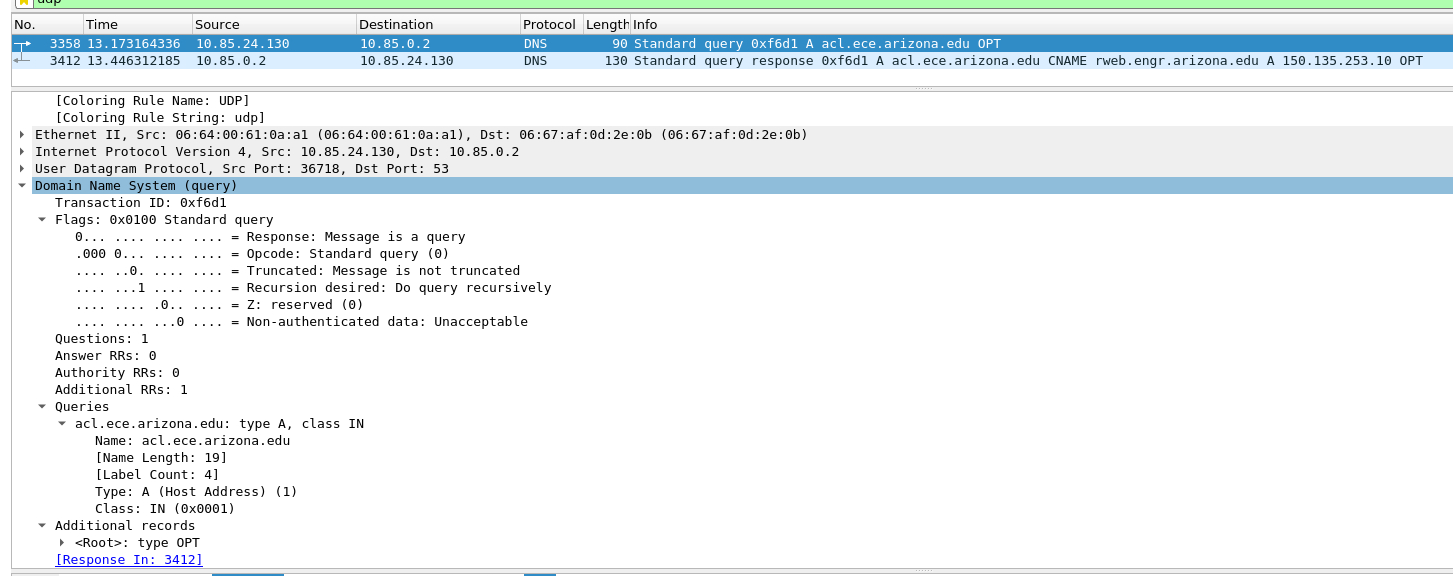 udp
No. Time Source Destination Protocol Length Info
3358 13.173164336 10.85.24.130 10.85.0.2 DNS 90 Standard query 0xf6d1 A acl.ece.arizona.edu OPT
3412 13.446312185 10.85.0.2 10.85.24.130 DNS 130 Standard query response 0xf6d1 A acl.ece.arizona.edu CNAME rweb.engr.arizona.edu A 150.135.253.10 OPT
[Coloring Rule Name: UDP]
[Coloring Rule String: udp]
Ethernet II, Src: 06:64:00:61:0a:a1 (06:64:00:61:0a:a1), Dst: 06:67:af:0d:2e:0b (06:67:af:0d:2e:0b)
Internet Protocol Version 4, Src: 10.85.24.130, Dst: 10.85.0.2
User Datagram Protocol, Src Port: 36718, Dst Port: 53
Domain Name System (query)
Transaction ID: 0xf6d1
Flags: 0x0100 Standard query
0... .... .... .... = Response: Message is a query
.000 0... .... .... = Opcode: Standard query (0)
.... ..0. .... .... = Truncated: Message is not truncated
.... ...1 .... .... = Recursion desired: Do query recursively
.... .... .0.. .... = Z: reserved (0)
.... .... ...0 .... = Non-authenticated data: Unacceptable
Questions: 1
Answer RRs: 0
Authority RRs: 0
Additional RRs: 1
Queries
acl.ece.arizona.edu: type A, class IN
Name: acl.ece.arizona.edu
[Name Length: 19]
[Label Count: 4]
Type: A (Host Address) (1)
Class: IN (0x0001)
Additional records
<Root>: type OPT
[Response In: 3412]